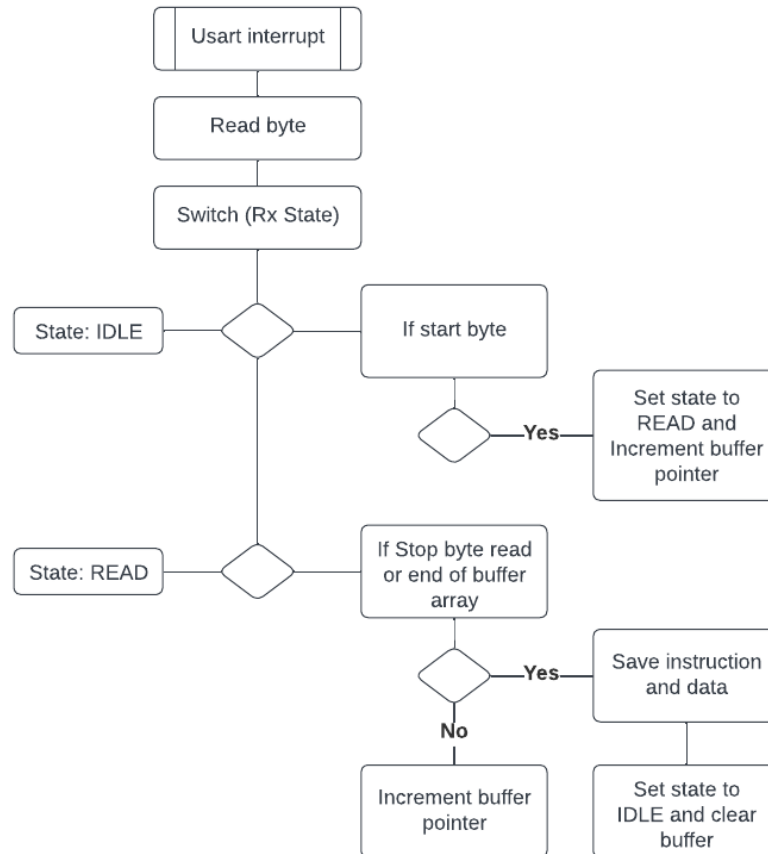 Usart interrupt
Read byte
Switch (Rx State)
State: IDLE
If start byte
Yes
Set state to
READ and
Increment buffer
pointer
State: READ
If Stop byte read
or end of buffer
array
Yes
Save instruction
and data
No
Increment buffer
pointer
Set state to
IDLE and clear
buffer